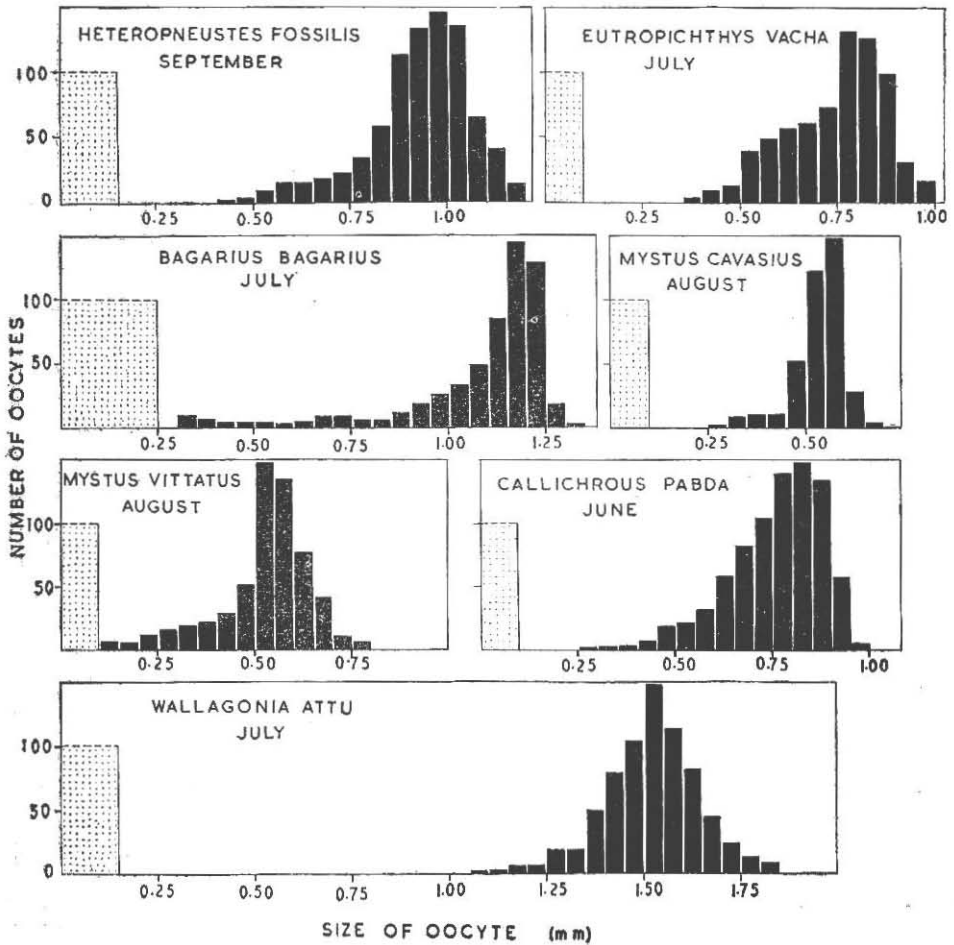 HETEROPNEUSTES FOSSILIS
SEPTEMBER
100
50
0
0.25
0.50
0.75
1.00
EUTROPICHTHYS VACHA
JULY
0.25
0.50
0.75
1.00
BAGARIUS BAGARIUS
JULY
100
50
0.25
0.50
0.75
1.00
1.25
MYSTUS CAVASIUS
AUGUST
0.25
0.50
NUMBER OF OOCYTES
MYSTUS VITTATUS
AUGUST
100
50
0.25
0.50
0.75
CALLICHROUS PABDA
JUNE
0.25
0.50
0.75
1.00
WALLAGONIA ATTU
JULY
100
50
0
0.25
0.50
0.75
1.00
1.25
1.50
1.75
SIZE OF OOCYTE (mm)